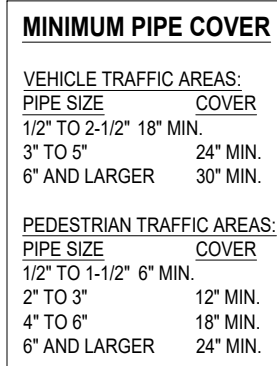 MINIMUM PIPE COVER
VEHICLE TRAFFIC AREAS:
PIPE SIZE COVER
1/2" TO 2-1/2" 18" MIN.
3" TO 5" 24" MIN.
6" AND LARGER 30" MIN.
PEDESTRIAN TRAFFIC AREAS:
PIPE SIZE COVER
1/2" TO 1-1/2" 6" MIN.
2" TO 3" 12" MIN.
4" TO 6" 18" MIN.
6" AND LARGER 24" MIN.